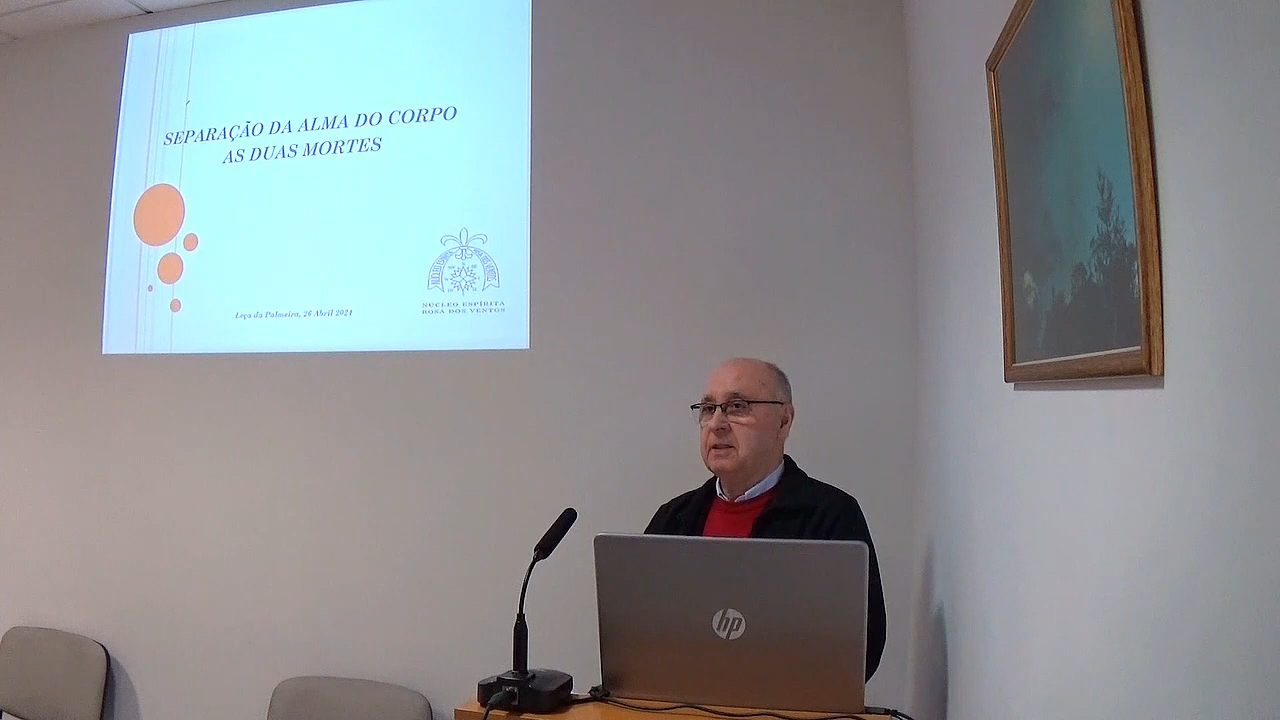 SEPARAÇÃO DA ALMA DO CORPO
AS DUAS MORTES
NÚCLEO ESPÍRITA
ROSA DOS VENTOS
Leça da Palmeira, 26 Abril 2024
hp